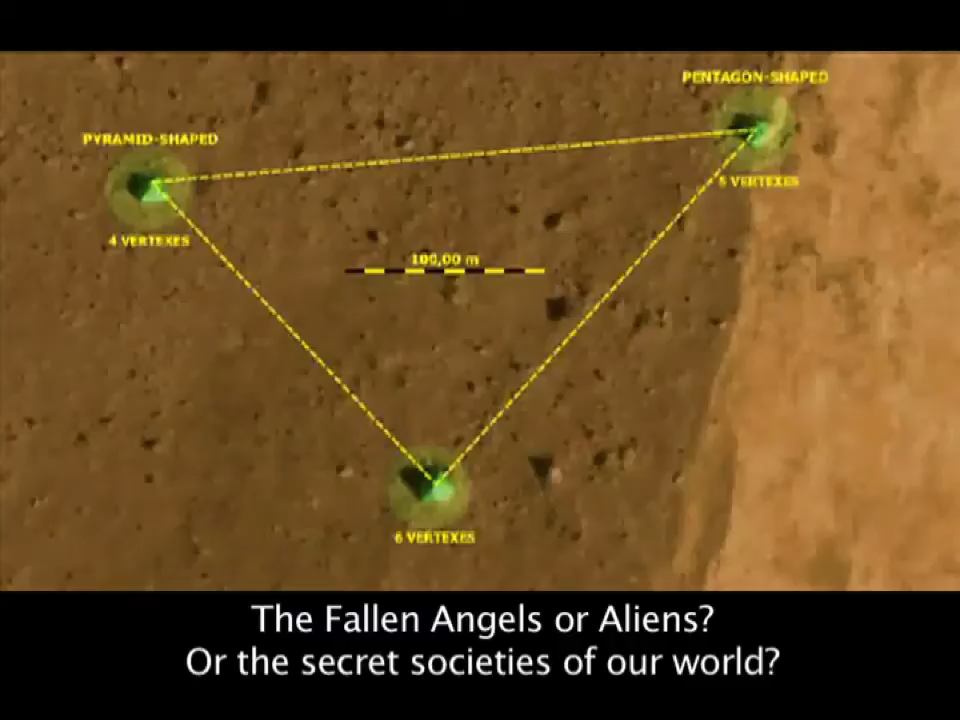 PENTAGON-SHAPED
PYRAMID-SHAPED
5 VERTEXES
4 VERTEXES
100,00 m
6 VERTEXES
The Fallen Angels or Aliens?
Or the secret societies of our world?